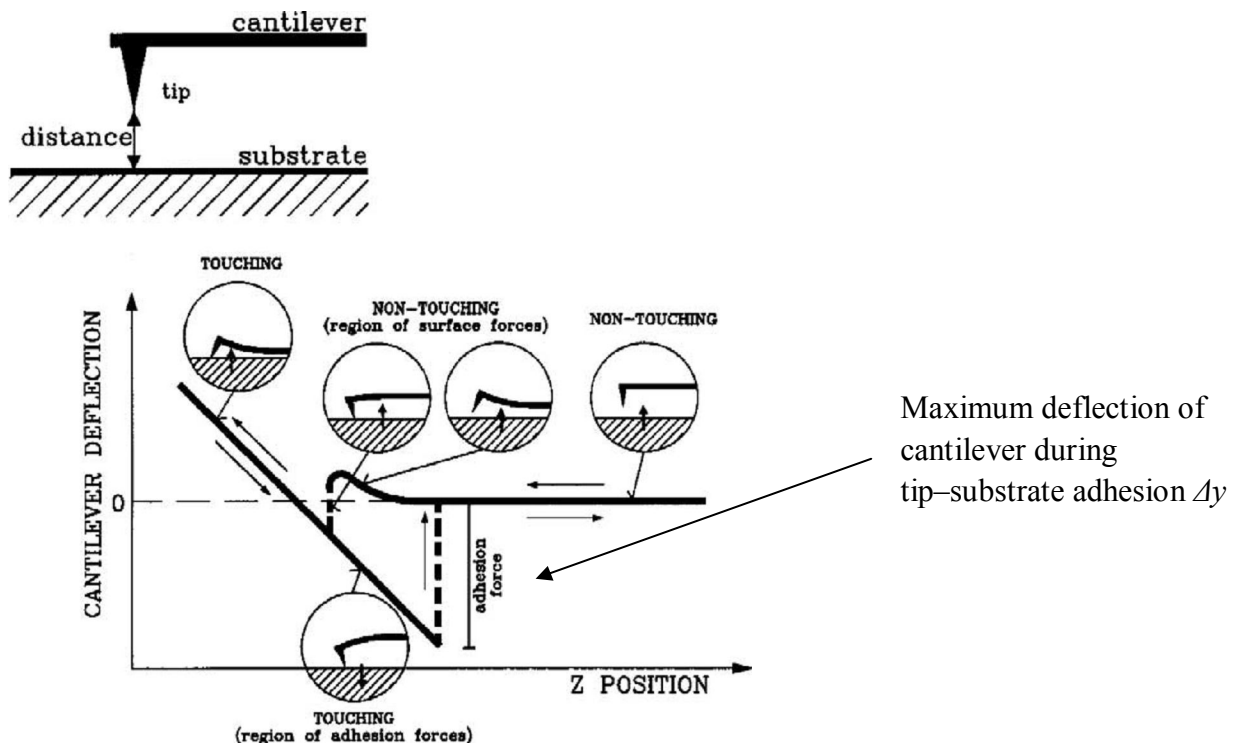 cantilever
tip
distance
substrate
TOUCHING
NON-TOUCHING
(region of surface forces)
NON-TOUCHING
CANTILEVER DEFLECTION
0
adhesion
force
Z POSITION
TOUCHING
(region of adhesion forces)
Maximum deflection of
cantilever during
tip–substrate adhesion Δy